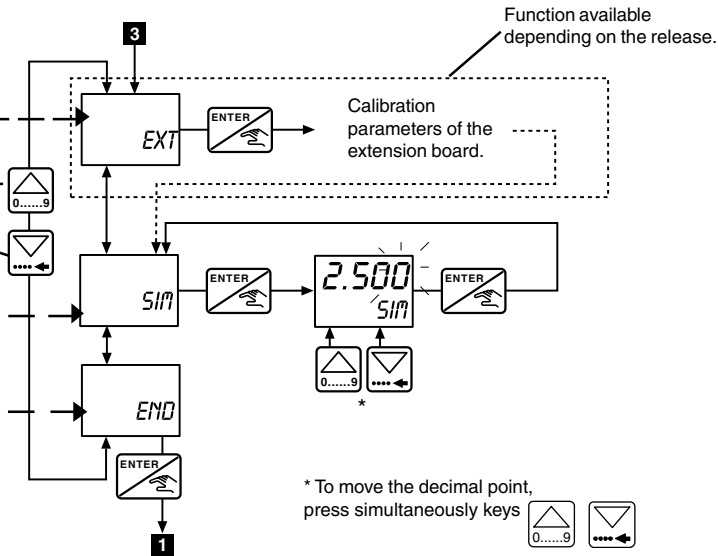 Function available
depending on the release.
3
EXT
ENTER
Calibration
parameters of the
extension board.
0......9
SIM
ENTER
2.500
SIM
ENTER
0......9
*
END
ENTER
* To move the decimal point,
press simultaneously keys
0......9
1